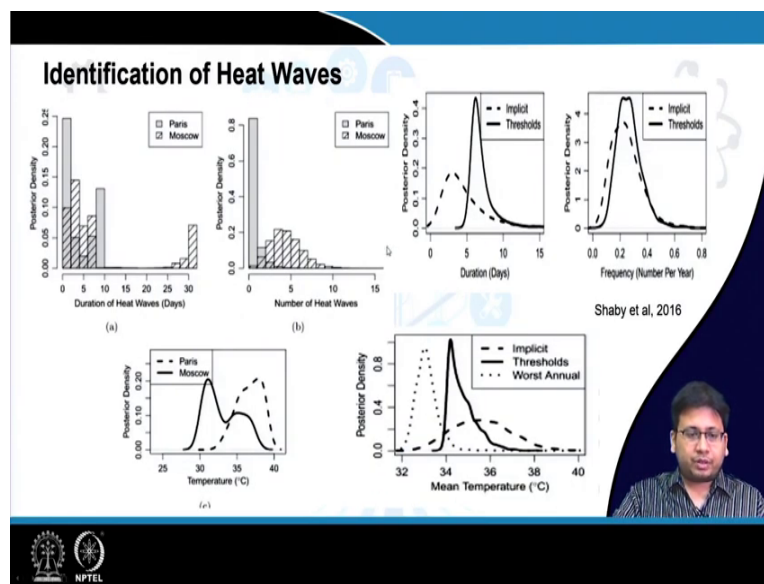 Identification of Heat Waves
Posterior Density
0.25
0.20
0.15
0.10
0.05
0.00
Paris
Moscow
0 5 10 15 20 25 30
Duration of Heat Waves (Days)
(a)
Posterior Density
0.8
0.6
0.4
0.2
0.0
Paris
Moscow
0 5 10 15
Number of Heat Waves
(b)
Posterior Density
0.4
0.3
0.2
0.1
0.0
Implicit
Thresholds
0 5 10 15
Duration (Days)
Posterior Density
4
3
2
1
0
Implicit
Thresholds
0.0 0.2 0.4 0.6 0.8
Frequency (Number Per Year)
Shaby et al, 2016
Posterior Density
0.20
0.10
0.00
Paris
Moscow
25 30 35 40
Temperature (°C)
(c)
Posterior Density
0.8
0.4
0.0
Implicit
Thresholds
Worst Annual
32 34 36 38 40
Mean Temperature (°C)
NPTEL